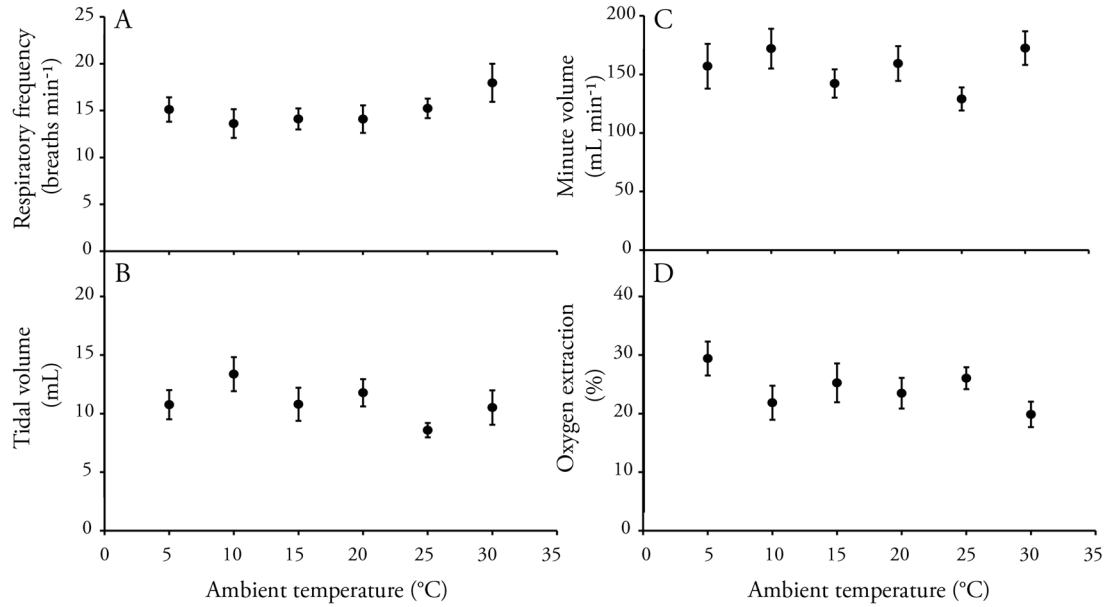 A
Respiratory frequency
(breaths min⁻¹)
25
20
15
10
5
0
C
Minute volume
(mL min⁻¹)
200
150
100
50
0
B
Tidal volume
(mL)
20
15
10
5
0
0 5 10 15 20 25 30 35
Ambient temperature (°C)
D
Oxygen extraction
(%)
40
30
20
10
0
0 5 10 15 20 25 30 35
Ambient temperature (°C)